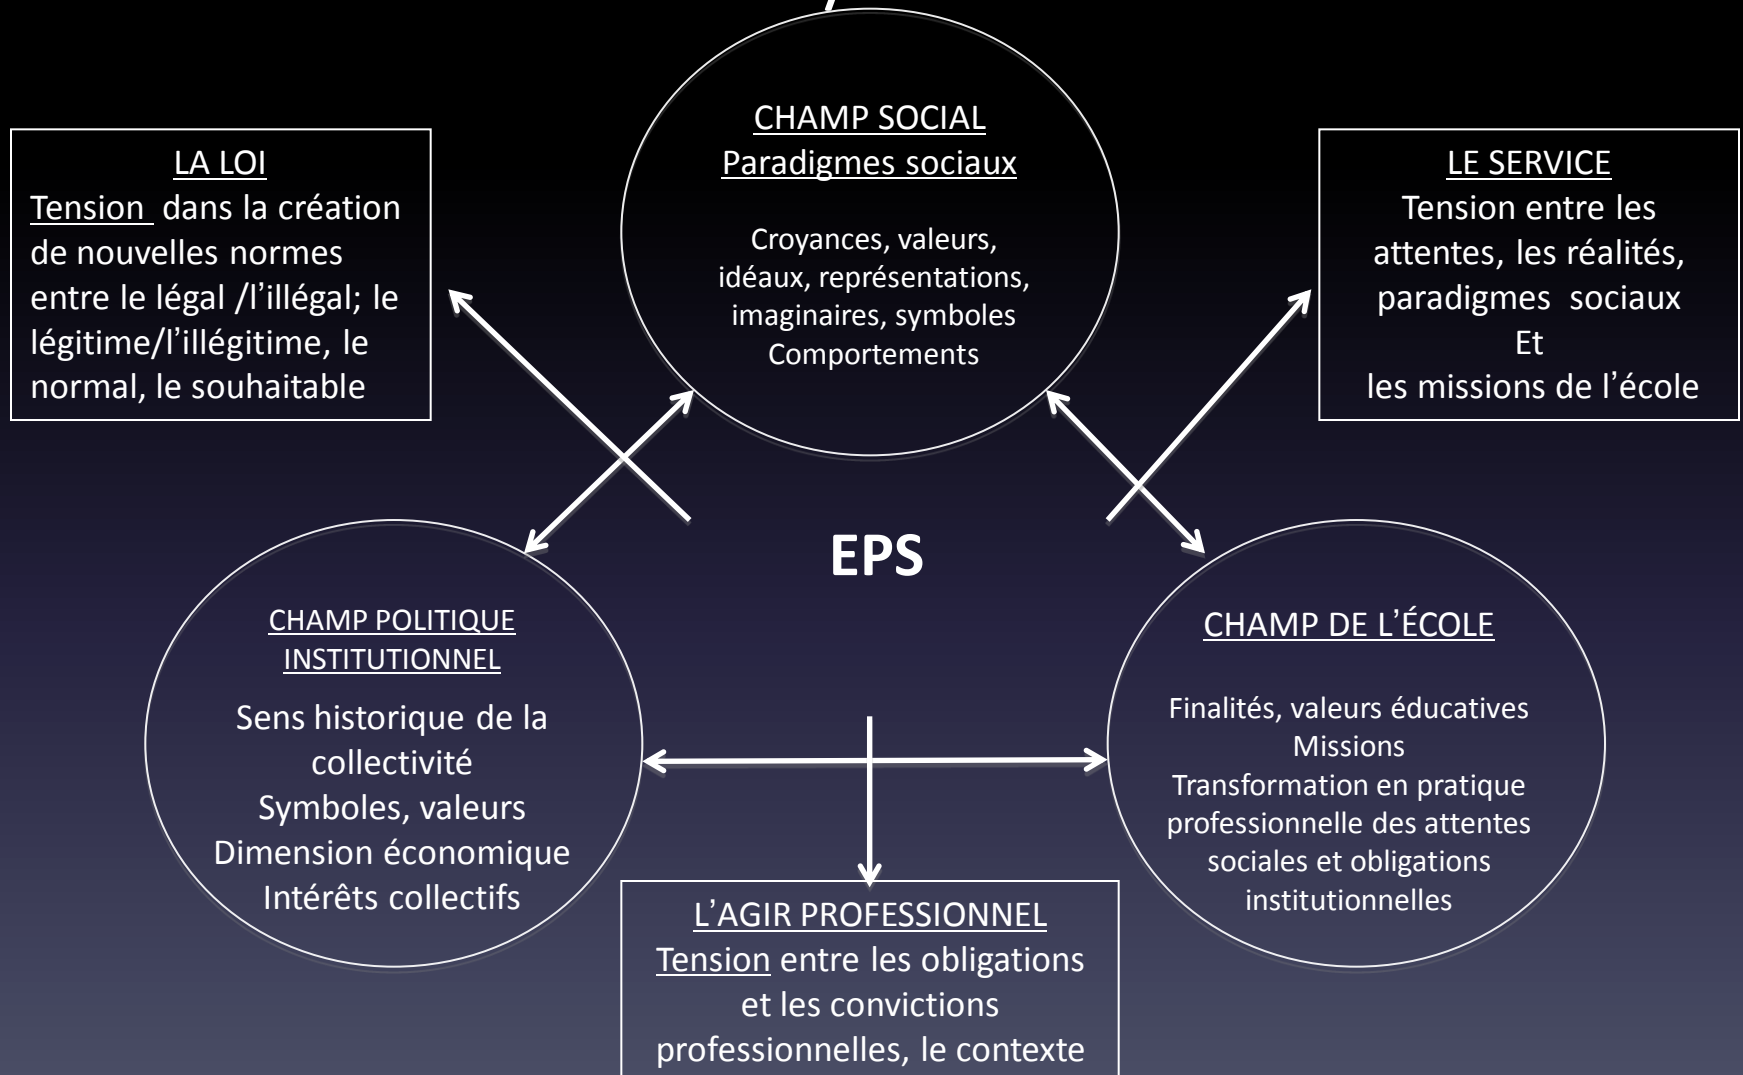 CHAMP SOCIAL
Paradigmes sociaux
Croyances, valeurs,
idéaux, représentations,
imaginaires, symboles
Comportements
LA LOI
Tension dans la création
de nouvelles normes
entre le légal /l’illégal; le
légitime/l’illégitime, le
normal, le souhaitable
LE SERVICE
Tension entre les
attentes, les réalités,
paradigmes sociaux
Et
les missions de l’école
EPS
CHAMP POLITIQUE
INSTITUTIONNEL
Sens historique de la
collectivité
Symboles, valeurs
Dimension économique
Intérêts collectifs
CHAMP DE L’ÉCOLE
Finalités, valeurs éducatives
Missions
Transformation en pratique
professionnelle des attentes
sociales et obligations
institutionnelles
L’AGIR PROFESSIONNEL
Tension entre les obligations
et les convictions
professionnelles, le contexte